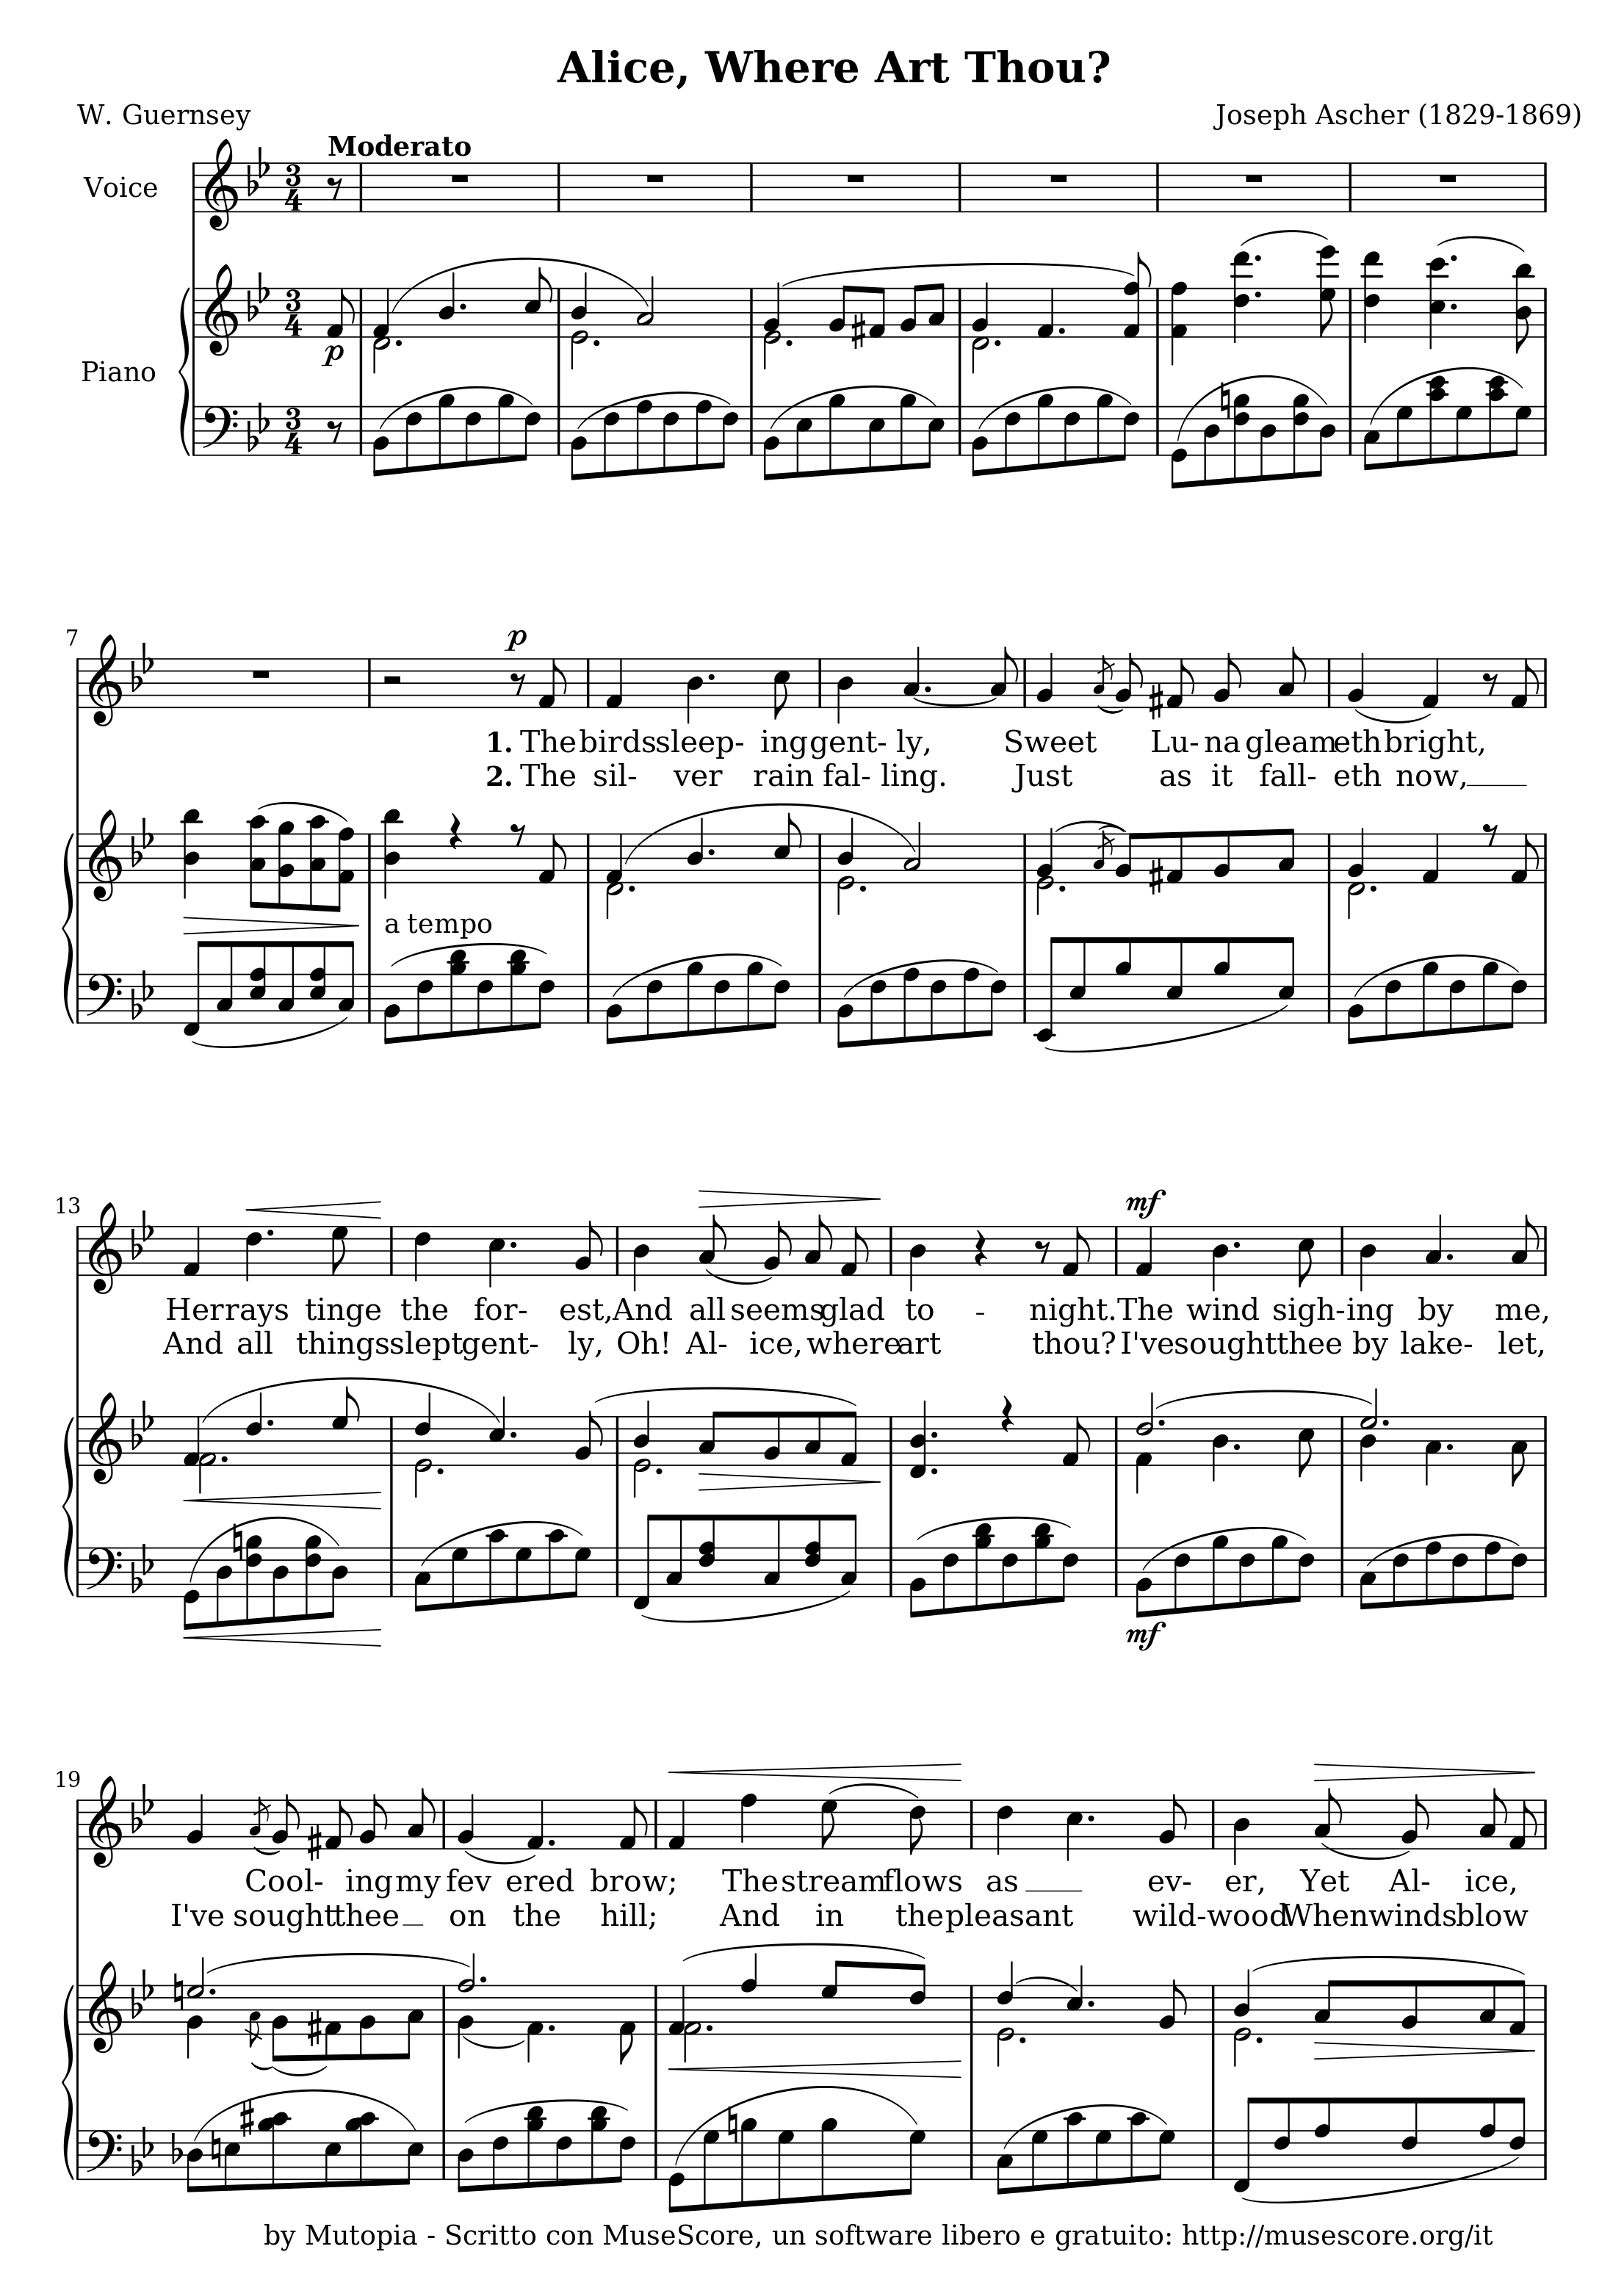 Alice, Where Art Thou?
W. Guernsey
Joseph Ascher (1829-1869)
Moderato
Voice
Piano
p
7
p
1. The birds sleep- ing gent- ly, Sweet Lu- na gleam eth bright,
2. The sil- ver rain fal- ling. Just as it fall- eth now,
a tempo
13
mf
Her rays tinge the for- est, And all seems glad to - night. The wind sigh- ing by me,
And all things slept gent- ly, Oh! Al- ice, where art thou? I've sought thee by lake- let,
mf
19
Cool- ing my fev ered brow; The stream flows as ev- er, Yet Al- ice,
I've sought thee on the hill; And in the pleasant wild- wood When winds blow
by Mutopia - Scritto con MuseScore, un software libero e gratuito: http://musescore.org/it